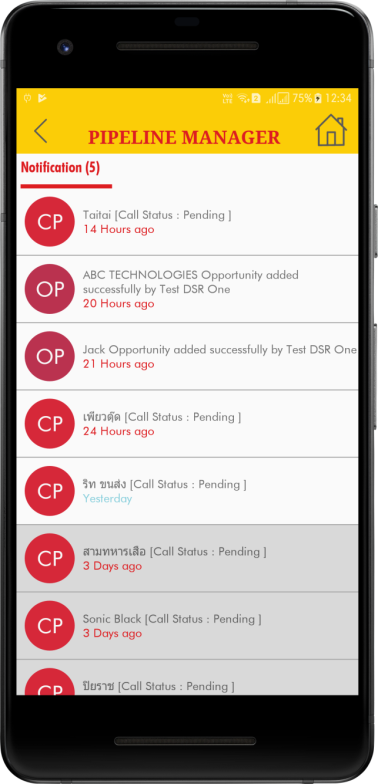 75% 12:34
PIPELINE MANAGER
Notification (5)
CP
Taitai [Call Status : Pending ]
14 Hours ago
OP
ABC TECHNOLOGIES Opportunity added
successfully by Test DSR One
20 Hours ago
OP
Jack Opportunity added successfully by Test DSR One
21 Hours ago
CP
เพียวดุ๊ด [Call Status : Pending ]
24 Hours ago
CP
ริท ขนส่ง [Call Status : Pending ]
Yesterday
CP
สามทหารเสือ [Call Status : Pending ]
3 Days ago
CP
Sonic Black [Call Status : Pending ]
3 Days ago
CP
ปิยราช [Call Status : Pending ]